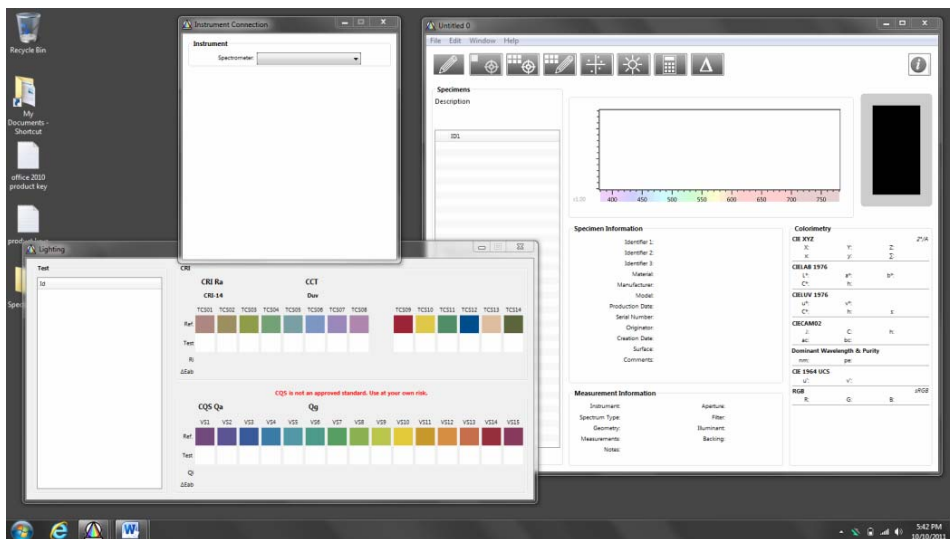 Recycle Bin
My
Documents -
Shortcut
office 2010
product key
Instrument Connection
Instrument
Spectrometer:
Untitled 0
File Edit Window Help
Specimens
Description
ID1
x1.00 400 450 500 550 600 650 700 750
Specimen Information
Identifier 1:
Identifier 2:
Identifier 3:
Material:
Manufacturer:
Model:
Production Date:
Serial Number:
Originator:
Creation Date:
Surface:
Comments:
Measurement Information
Instrument: Aperture:
Spectrum Type: Filter:
Geometry: Illuminant:
Measurements: Backing:
Notes:
Colorimetry
CIE XYZ 2°/A
X: Y: Z:
x: y: Σ:
CIELAB 1976
L*: a*: b*:
C*: h:
CIELUV 1976
u*: v*:
C*: h: s:
CIECAM02
J: C: h:
ac: bc:
Dominant Wavelength & Purity
nm: pe:
CIE 1964 UCS
u': v':
RGB sRGB
R: G: B:
Lighting
Test
Id
CRI
CRI Ra CCT
CRI-14 Duv
TCS01 TCS02 TCS03 TCS04 TCS05 TCS06 TCS07 TCS08 TCS09 TCS10 TCS11 TCS12 TCS13 TCS14
Ref
Test
Ri
ΔEab
CQS is not an approved standard. Use at your own risk.
CQS Qa Qg
VS1 VS2 VS3 VS4 VS5 VS6 VS7 VS8 VS9 VS10 VS11 VS12 VS13 VS14 VS15
Ref
Test
Qi
ΔEab
5:42 PM
10/10/2011